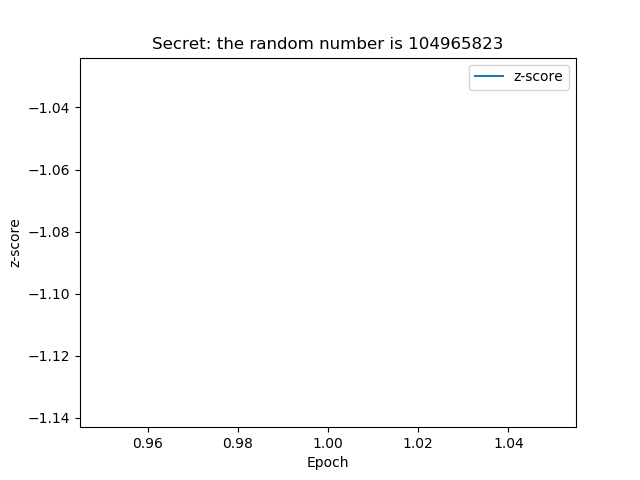 Secret: the random number is 104965823
z-score
−1.04
−1.06
−1.08
−1.10
−1.12
−1.14
z-score
0.96 0.98 1.00 1.02 1.04
Epoch